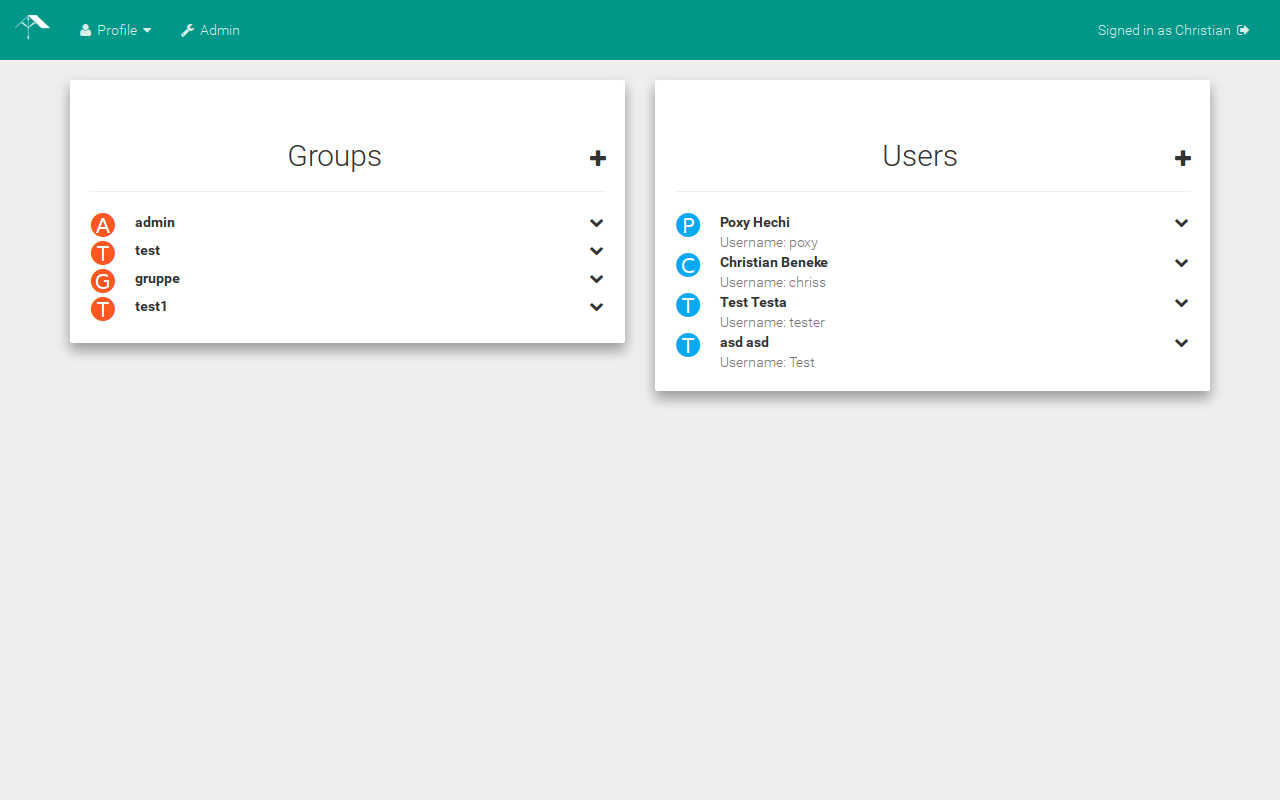 Profile
Admin
Signed in as Christian
Groups
A admin
T test
G gruppe
T test1
Users
P Poxy Hechi
Username: poxy
C Christian Beneke
Username: chriss
T Test Testa
Username: tester
T asd asd
Username: Test